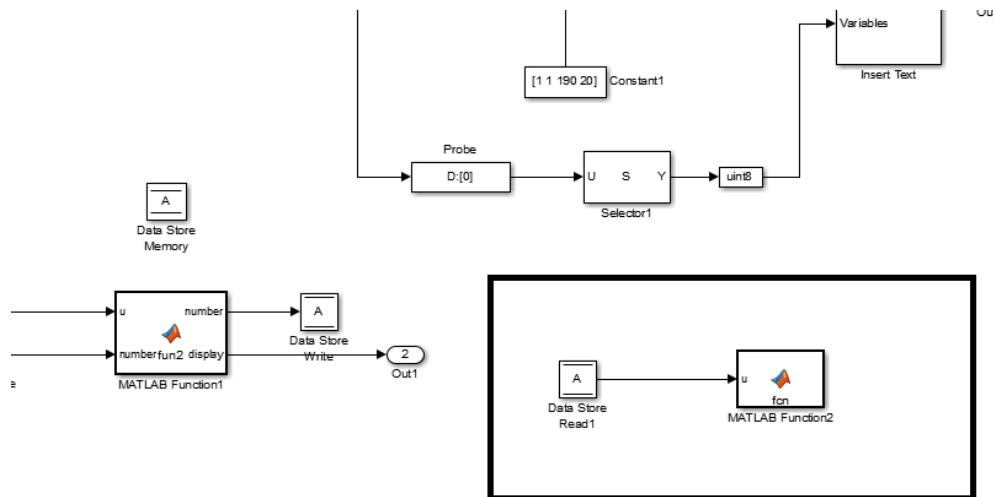 Ou
Variables
Insert Text
[1 1 190 20]
Constant1
Probe
D:[0]
U S Y
Selector1
uint8
A
Data Store
Memory
u number
number fun2 display
MATLAB Function1
A
Data Store
Write
2
Out1
e
A
Data Store
Read1
u
fcn
MATLAB Function2